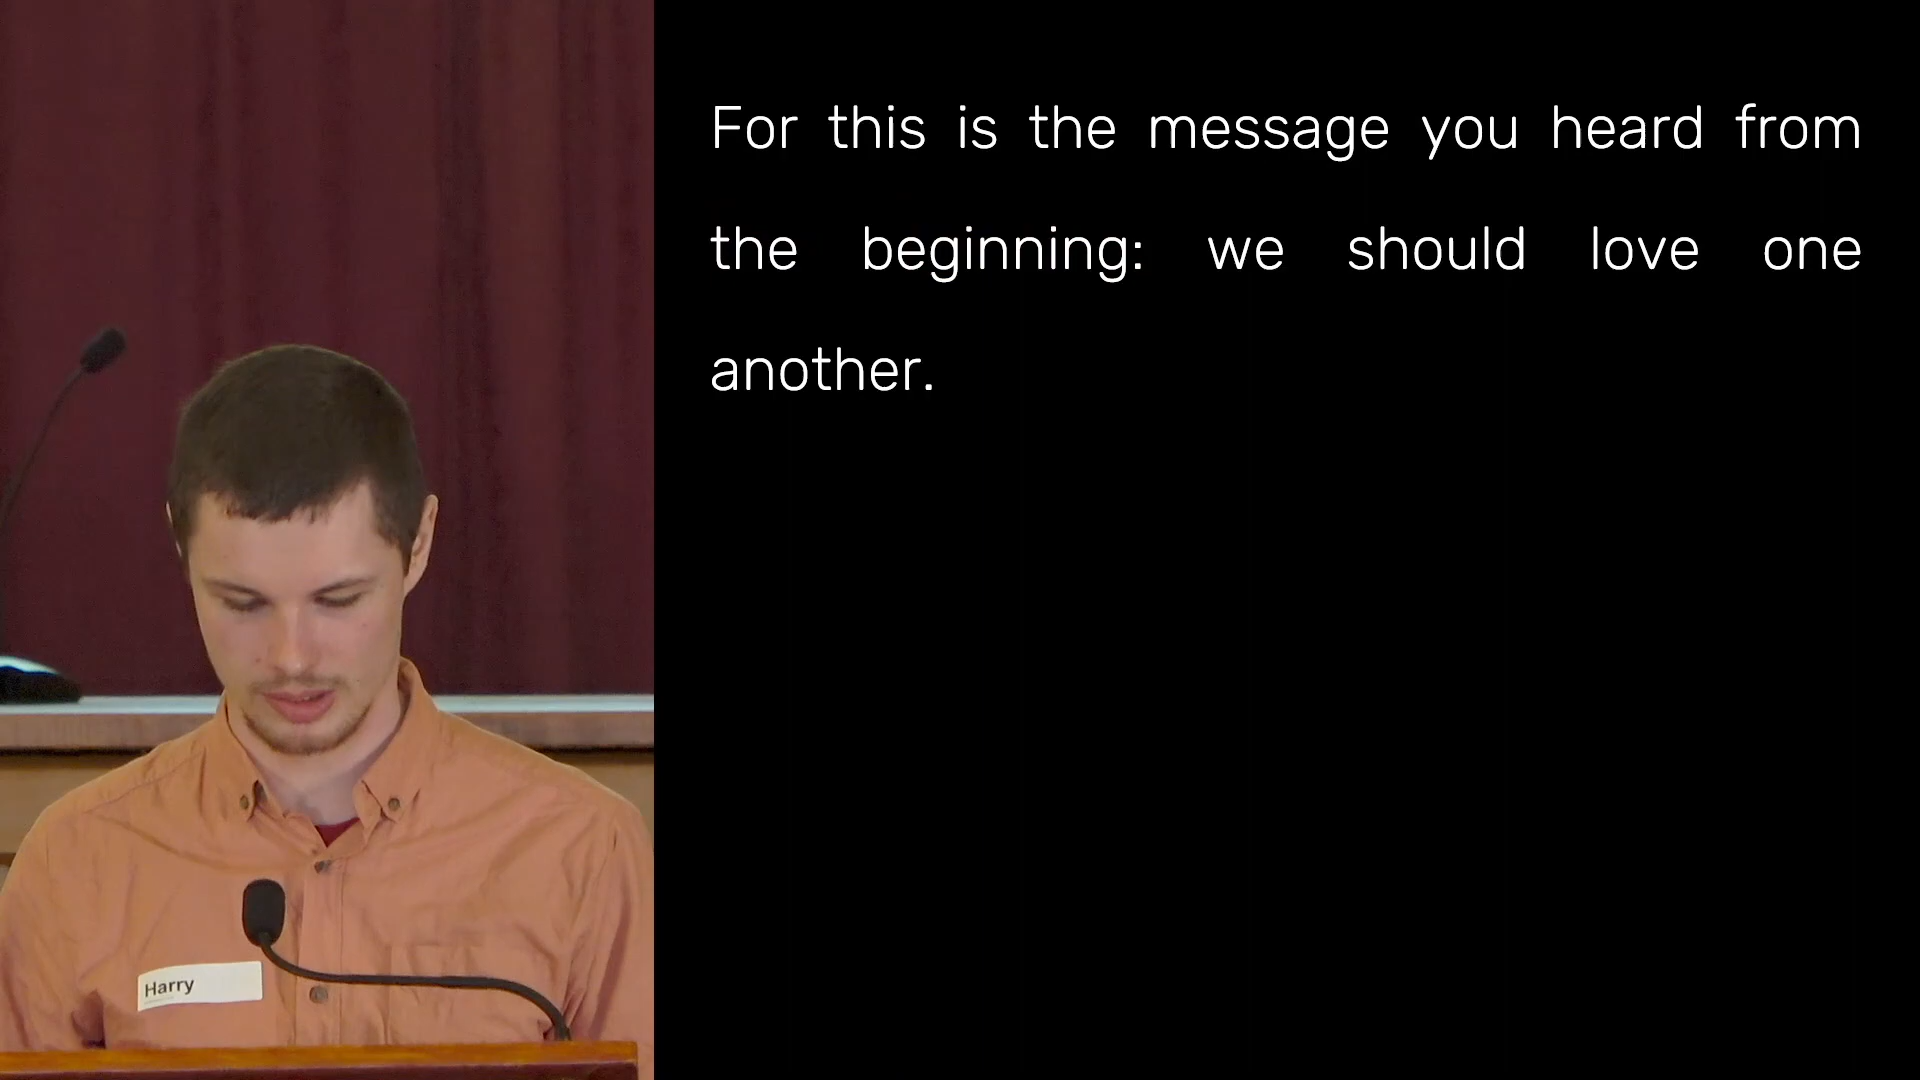 For this is the message you heard from
the beginning: we should love one
another.
Harry